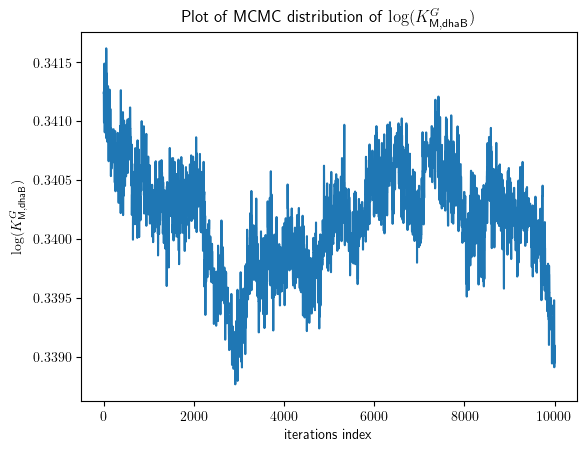 Plot of MCMC distribution of log(K^G_M,dhaB)
log(K^G_M,dhaB)
0.3415
0.3410
0.3405
0.3400
0.3395
0.3390
0 2000 4000 6000 8000 10000
iterations index